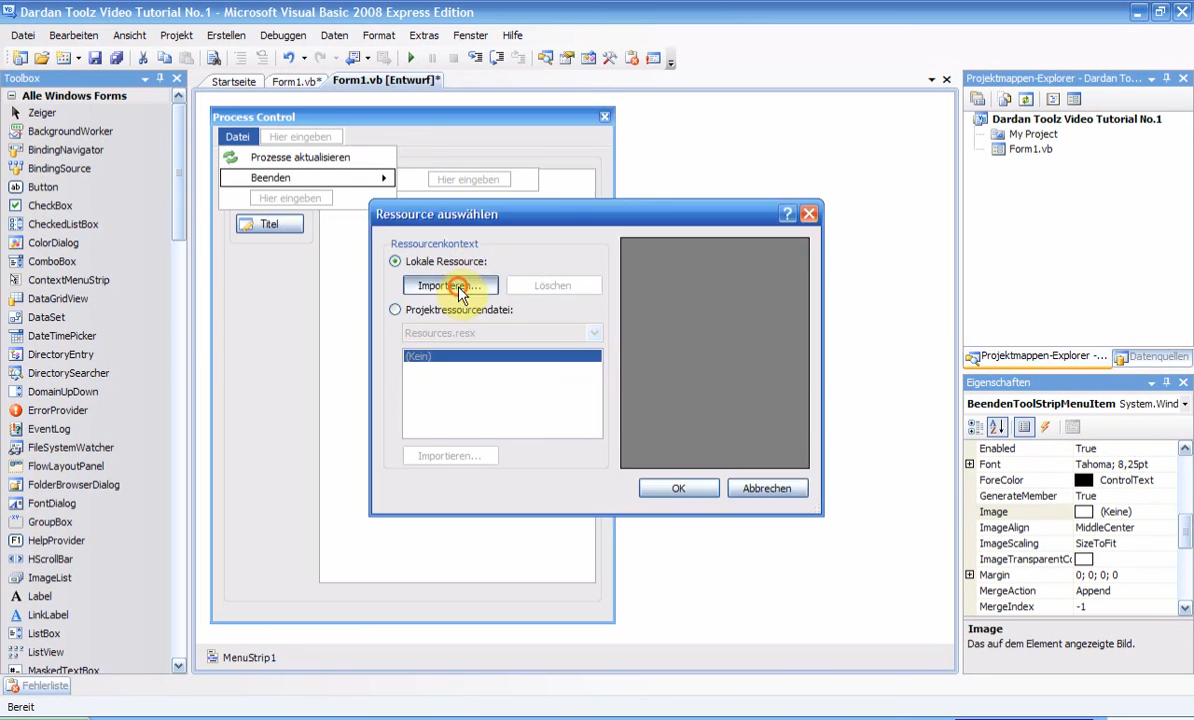 Dardan Toolz Video Tutorial No.1 - Microsoft Visual Basic 2008 Express Edition
Datei Bearbeiten Ansicht Projekt Erstellen Debuggen Daten Format Extras Fenster Hilfe
Toolbox
Alle Windows Forms
Zeiger
BackgroundWorker
BindingNavigator
BindingSource
Button
CheckBox
CheckedListBox
ColorDialog
ComboBox
ContextMenuStrip
DataGridView
DataSet
DateTimePicker
DirectoryEntry
DirectorySearcher
DomainUpDown
ErrorProvider
EventLog
FileSystemWatcher
FlowLayoutPanel
FolderBrowserDialog
FontDialog
GroupBox
HelpProvider
HScrollBar
ImageList
Label
LinkLabel
ListBox
ListView
MaskedTextBox
Fehlerliste
Bereit
Startseite Form1.vb* Form1.vb [Entwurf]*
Process Control
Datei Hier eingeben
Prozesse aktualisieren
Beenden
Hier eingeben
Hier eingeben
Titel
MenuStrip1
Ressource auswählen
Ressourcenkontext
Lokale Ressource:
Importieren... Löschen
Projektressourcendatei:
Resources.resx
(Kein)
Importieren...
OK Abbrechen
Projektmappen-Explorer - Dardan To...
Dardan Toolz Video Tutorial No.1
My Project
Form1.vb
Projektmappen-Explorer -... Datenquellen
Eigenschaften
BeendenToolStripMenuItem System.Wind
Enabled True
Font Tahoma; 8,25pt
ForeColor ControlText
GenerateMember True
Image (Keine)
ImageAlign MiddleCenter
ImageScaling SizeToFit
ImageTransparentCo
Margin 0; 0; 0; 0
MergeAction Append
MergeIndex -1
Image
Das auf dem Element angezeigte Bild.